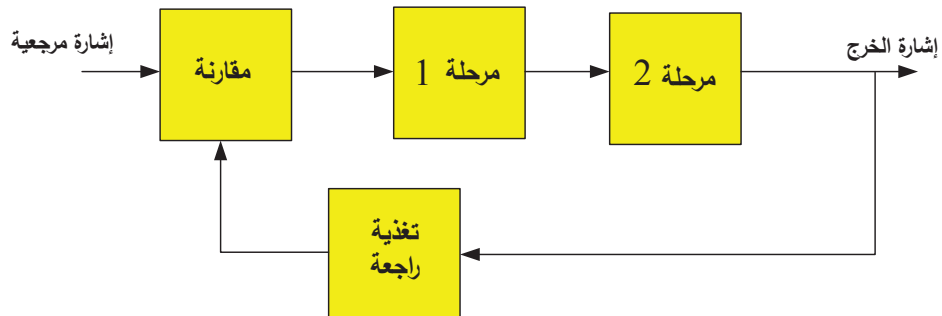 إشارة مرجعية
مقارنة
مرحلة 1
مرحلة 2
إشارة الخرج
تغذية
راجعة